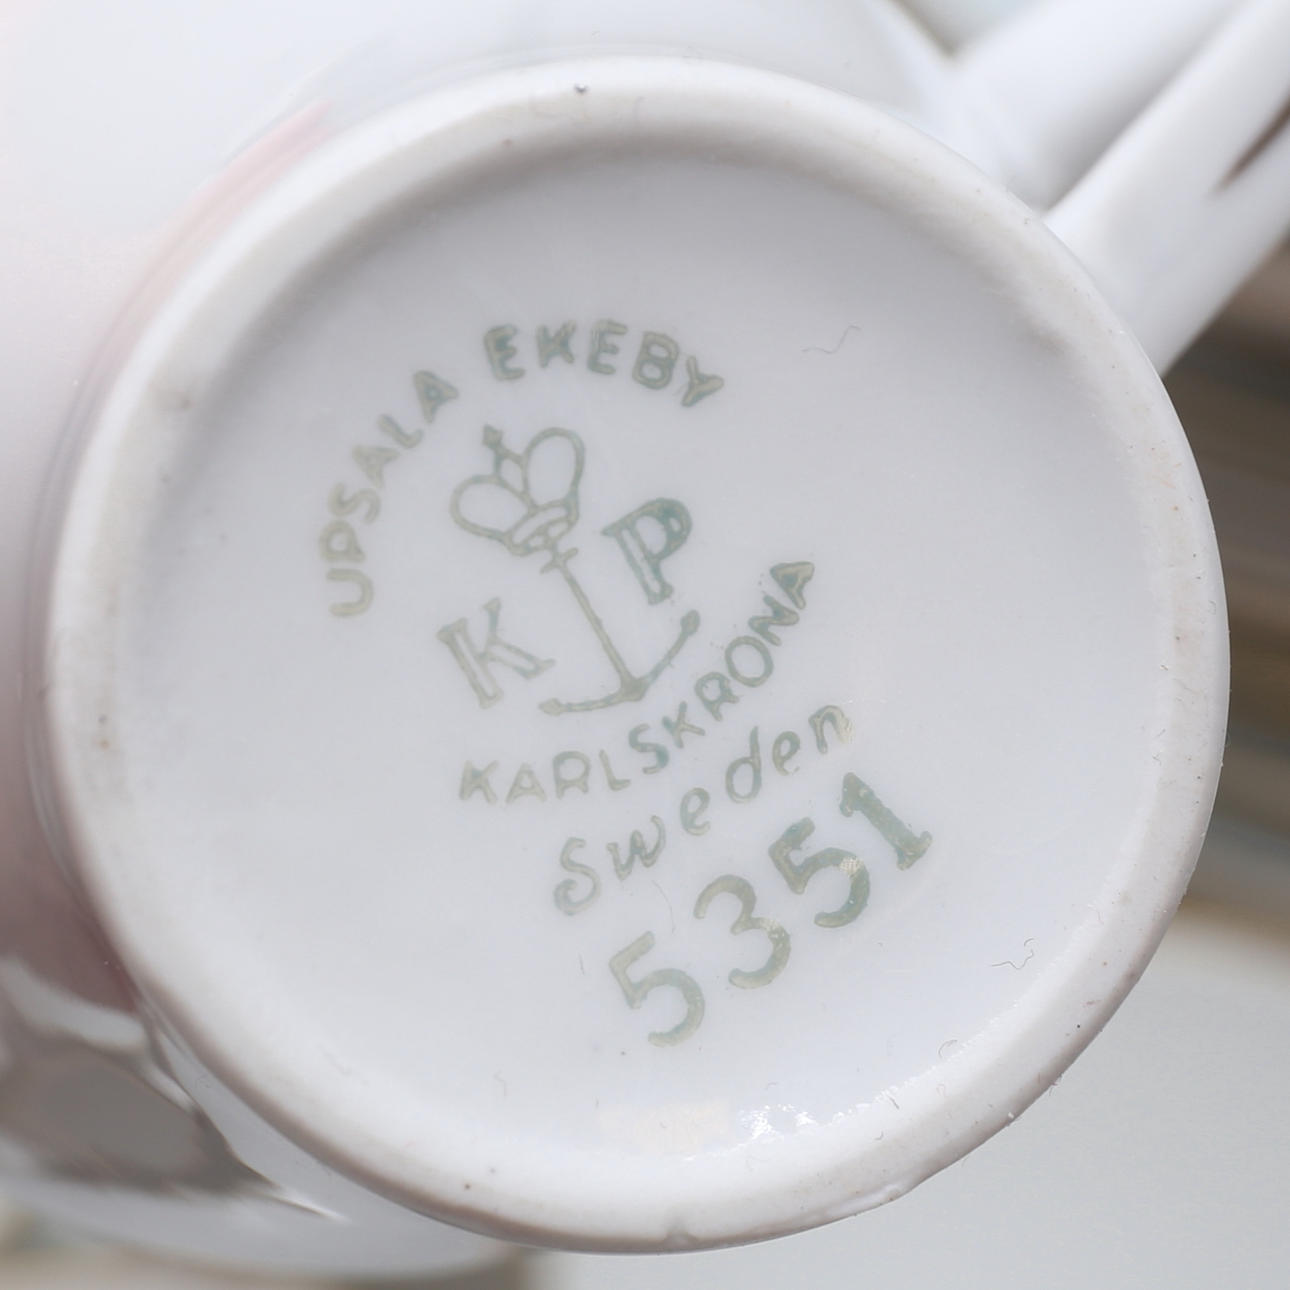 UPSALA EKEBY
K P
KARLSKRONA
Sweden
5351